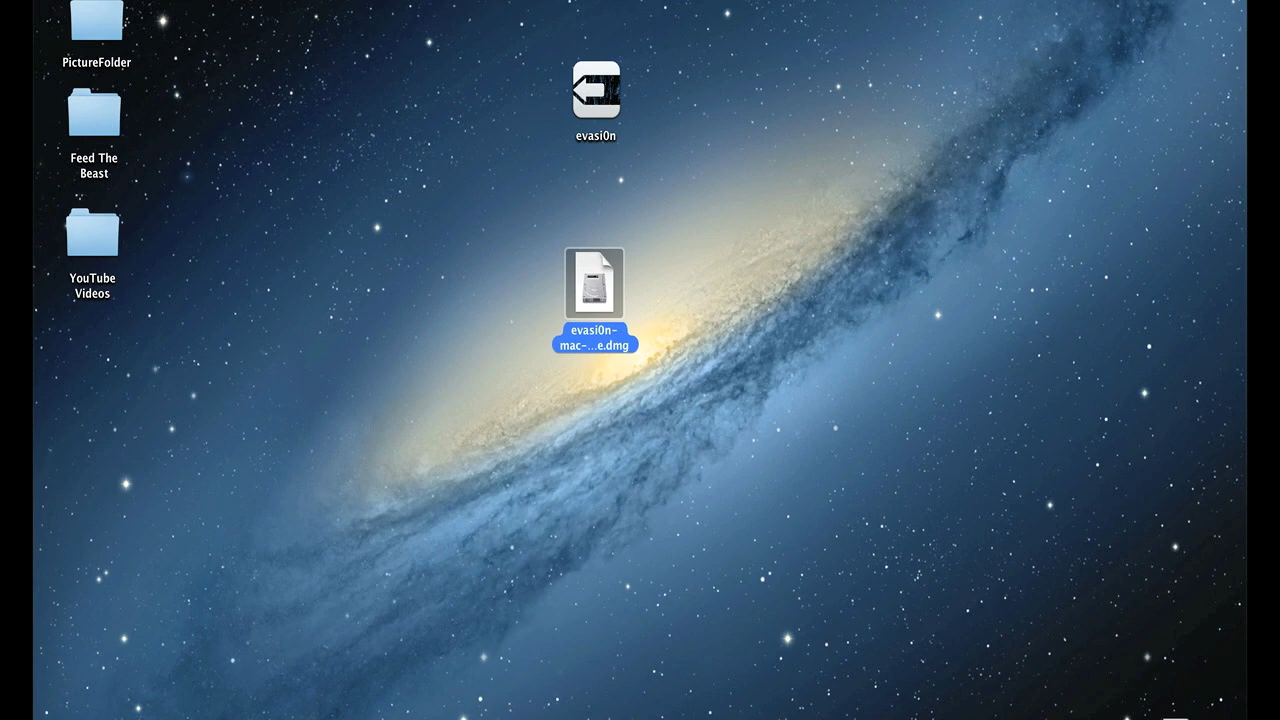 PictureFolder
Feed The
Beast
YouTube
Videos
evasi0n
evasi0n-
mac-...e.dmg